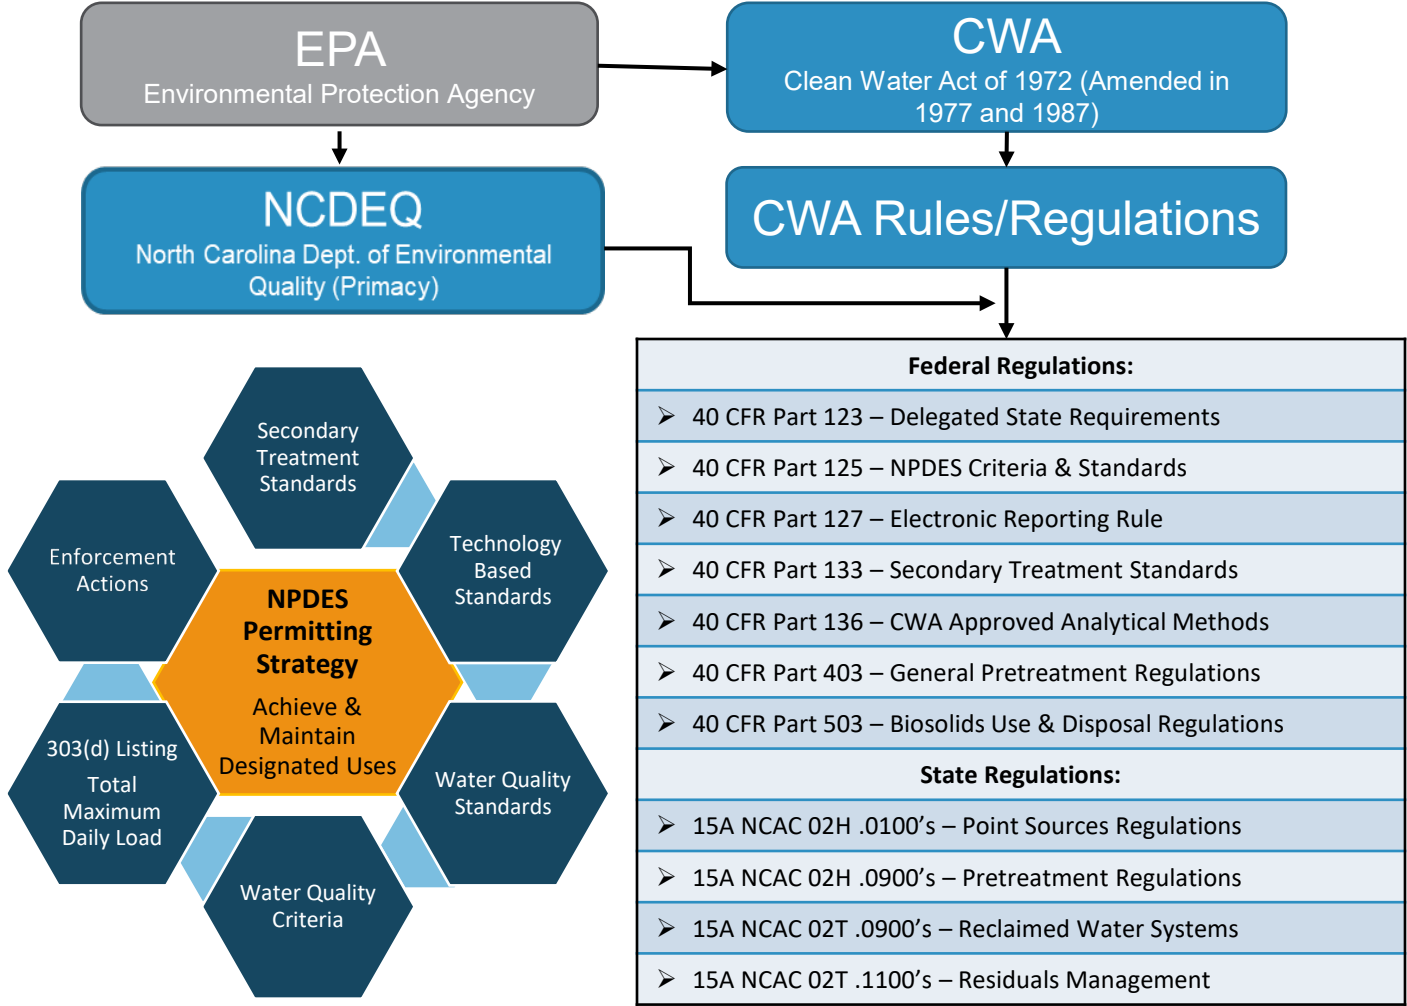 EPA
Environmental Protection Agency
CWA
Clean Water Act of 1972 (Amended in
1977 and 1987)
NCDEQ
North Carolina Dept. of Environmental
Quality (Primacy)
CWA Rules/Regulations
Secondary
Treatment
Standards
Technology
Based
Standards
Water Quality
Standards
Water Quality
Criteria
303(d) Listing
Total
Maximum
Daily Load
Enforcement
Actions
NPDES
Permitting
Strategy
Achieve &
Maintain
Designated Uses
Federal Regulations:
➢ 40 CFR Part 123 – Delegated State Requirements
➢ 40 CFR Part 125 – NPDES Criteria & Standards
➢ 40 CFR Part 127 – Electronic Reporting Rule
➢ 40 CFR Part 133 – Secondary Treatment Standards
➢ 40 CFR Part 136 – CWA Approved Analytical Methods
➢ 40 CFR Part 403 – General Pretreatment Regulations
➢ 40 CFR Part 503 – Biosolids Use & Disposal Regulations
State Regulations:
➢ 15A NCAC 02H .0100’s – Point Sources Regulations
➢ 15A NCAC 02H .0900’s – Pretreatment Regulations
➢ 15A NCAC 02T .0900’s – Reclaimed Water Systems
➢ 15A NCAC 02T .1100’s – Residuals Management